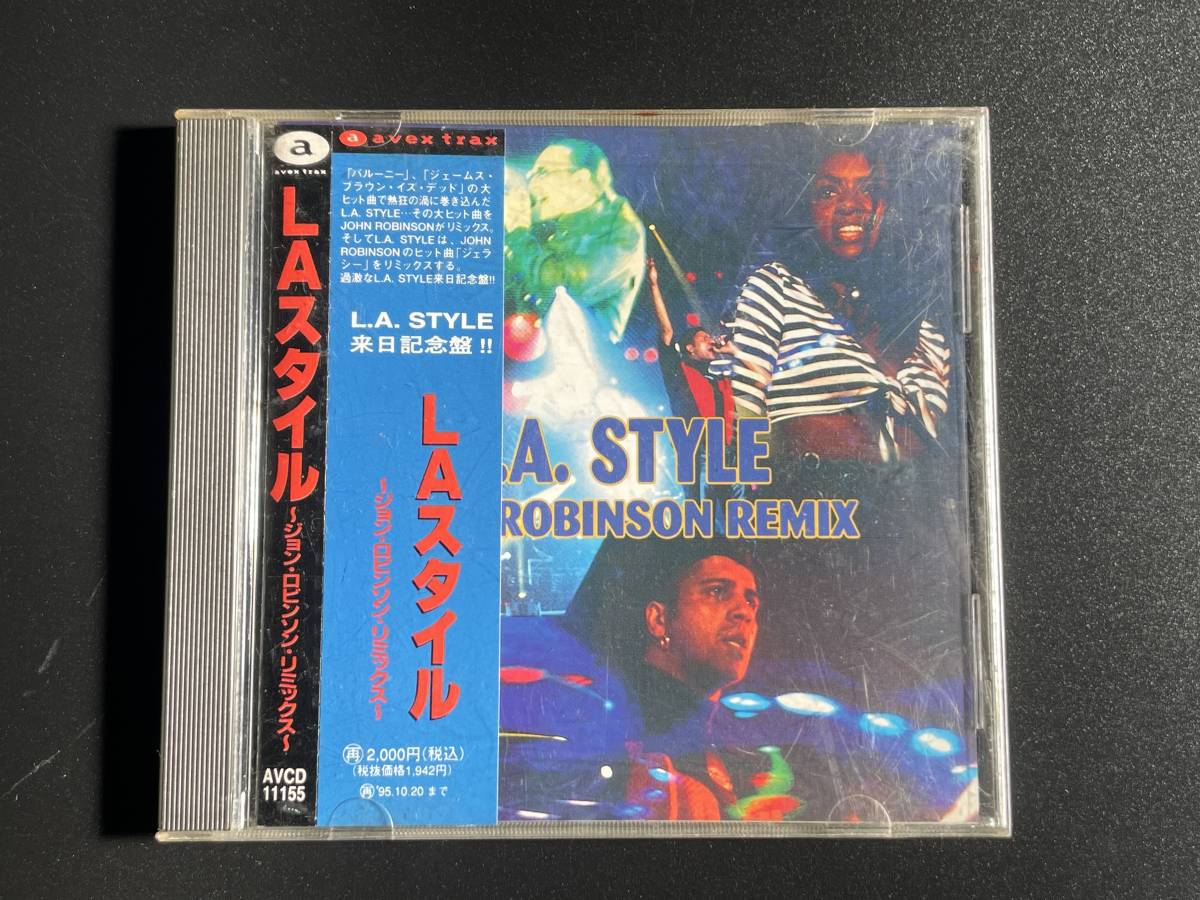 a
avex trax
LAスタイル
〜ジョン・ロビンソン・リミックス〜
AVCD
11155
a avex trax
「バルーニー」、「ジェームス・
ブラウン・イズ・デッド」の大
ヒット曲で熱狂の渦に巻き込んだ
L.A. STYLE…その大ヒット曲を
JOHN ROBINSONがリミックス。
そしてL.A. STYLEは、JOHN
ROBINSONのヒット曲「ジェラ
シー」をリミックスする。
過激なL.A. STYLE来日記念盤!!
L.A. STYLE
来日記念盤!!
LAスタイル
〜ジョン・ロビンソン・リミックス〜
再2,000円(税込)
(税抜価格1,942円)
再'95.10.20まで
.A. STYLE
ROBINSON REMIX